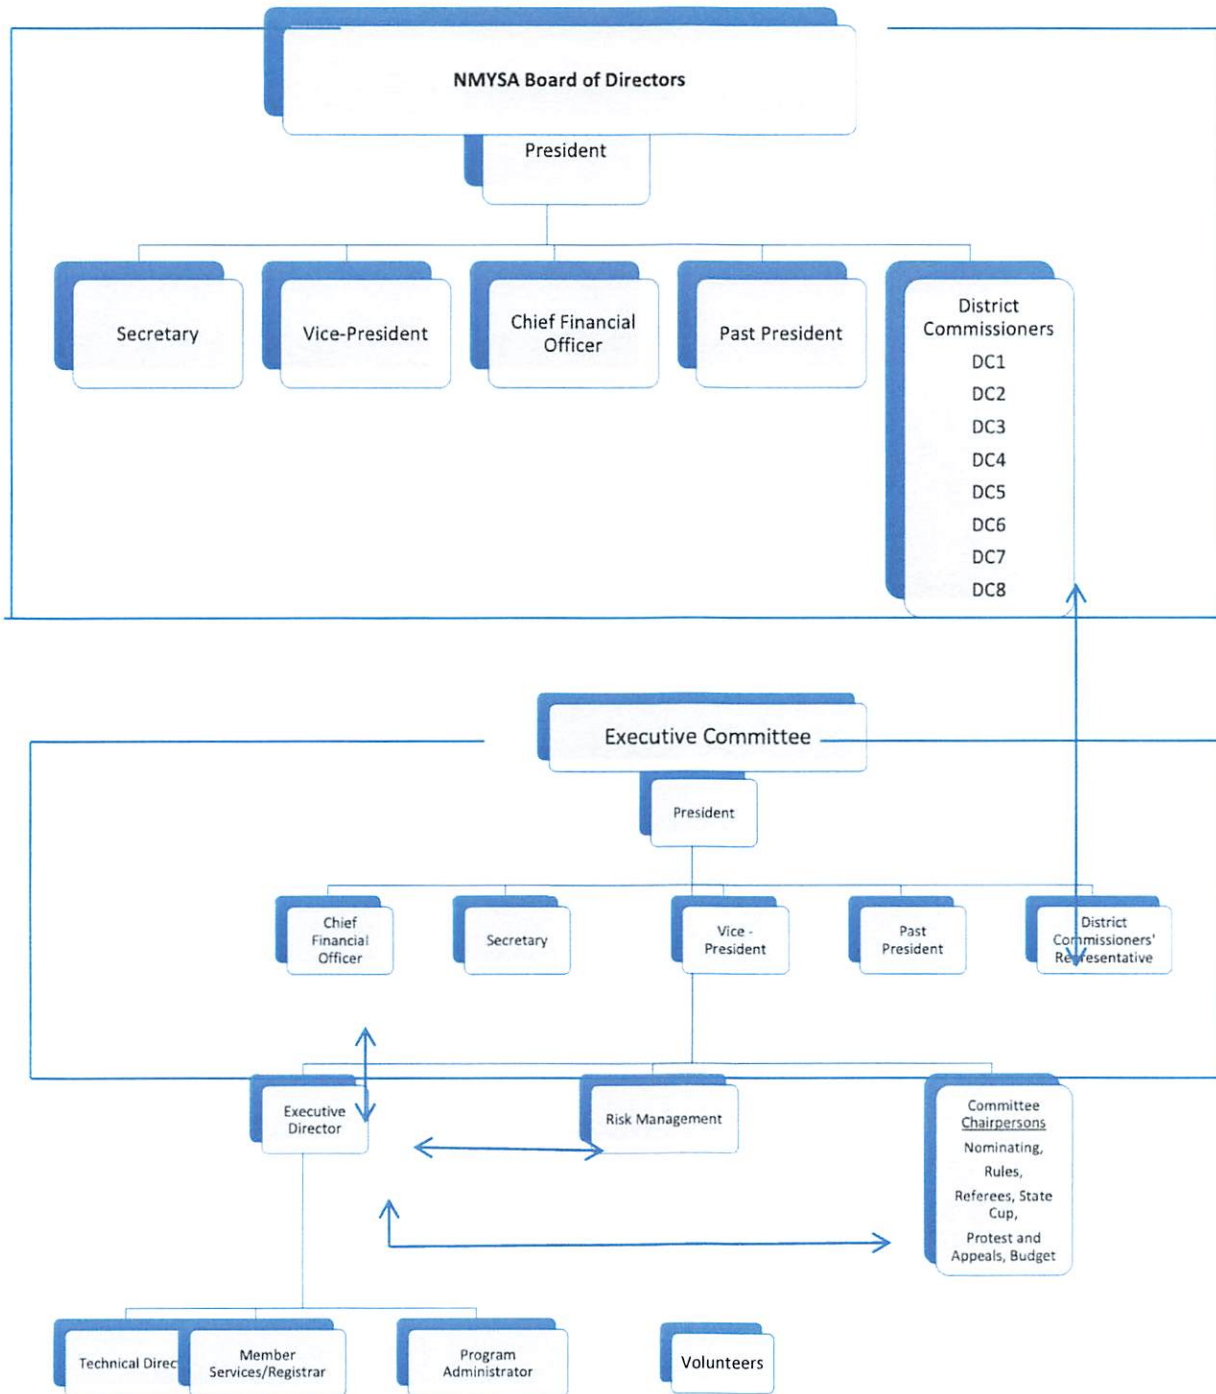 NMYSA Board of Directors
President
Secretary
Vice-President
Chief Financial
Officer
Past President
District
Commissioners
DC1
DC2
DC3
DC4
DC5
DC6
DC7
DC8
Executive Committee
President
Chief
Financial
Officer
Secretary
Vice -
President
Past
President
District
Commissioners'
Representative
Executive
Director
Risk Management
Committee
Chairpersons
Nominating,
Rules,
Referees, State
Cup,
Protest and
Appeals, Budget
Technical Direc
Member
Services/Registrar
Program
Administrator
Volunteers